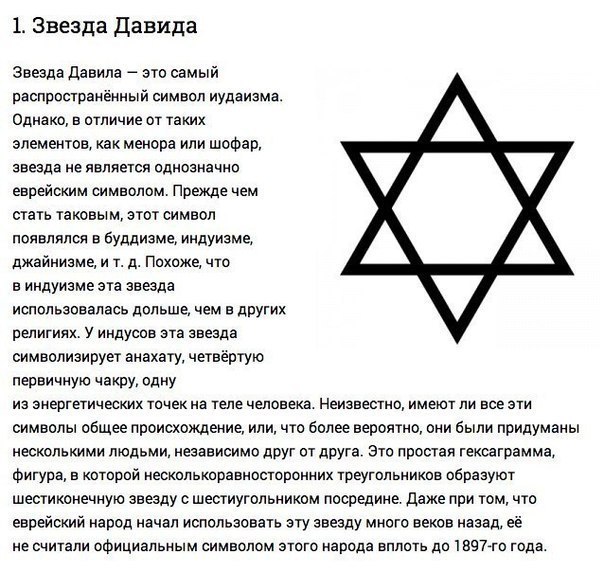 1. Звезда Давида
Звезда Давила — это самый
распространённый символ иудаизма.
Однако, в отличие от таких
элементов, как менора или шофар,
звезда не является однозначно
еврейским символом. Прежде чем
стать таковым, этот символ
появлялся в буддизме, индуизме,
джайнизме, и т. д. Похоже, что
в индуизме эта звезда
использовалась дольше, чем в других
религиях. У индусов эта звезда
символизирует анахату, четвёртую
первичную чакру, одну
из энергетических точек на теле человека. Неизвестно, имеют ли все эти
символы общее происхождение, или, что более вероятно, они были придуманы
несколькими людьми, независимо друг от друга. Это простая гексаграмма,
фигура, в которой несколькоравносторонних треугольников образуют
шестиконечную звезду с шестиугольником посредине. Даже при том, что
еврейский народ начал использовать эту звезду много веков назад, её
не считали официальным символом этого народа вплоть до 1897-го года.